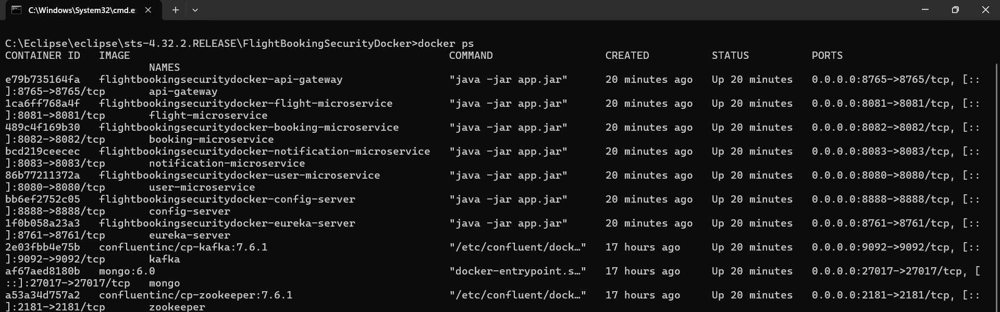 C:\Windows\System32\cmd.e
C:\Eclipse\eclipse\sts-4.32.2.RELEASE\FlightBookingSecurityDocker>docker ps
CONTAINER ID   IMAGE                                                   COMMAND                  CREATED          STATUS          PORTS
                       NAMES
e79b735164fa   flightbookingsecuritydocker-api-gateway                 "java -jar app.jar"      20 minutes ago   Up 20 minutes   0.0.0.0:8765->8765/tcp, [::
]:8765->8765/tcp       api-gateway
1ca6ff768a4f   flightbookingsecuritydocker-flight-microservice         "java -jar app.jar"      20 minutes ago   Up 20 minutes   0.0.0.0:8081->8081/tcp, [::
]:8081->8081/tcp       flight-microservice
489c4f169b30   flightbookingsecuritydocker-booking-microservice        "java -jar app.jar"      20 minutes ago   Up 20 minutes   0.0.0.0:8082->8082/tcp, [::
]:8082->8082/tcp       booking-microservice
bcd219ceecec   flightbookingsecuritydocker-notification-microservice   "java -jar app.jar"      20 minutes ago   Up 20 minutes   0.0.0.0:8083->8083/tcp, [::
]:8083->8083/tcp       notification-microservice
86b77211372a   flightbookingsecuritydocker-user-microservice           "java -jar app.jar"      20 minutes ago   Up 20 minutes   0.0.0.0:8080->8080/tcp, [::
]:8080->8080/tcp       user-microservice
bb6ef2752c05   flightbookingsecuritydocker-config-server               "java -jar app.jar"      20 minutes ago   Up 20 minutes   0.0.0.0:8888->8888/tcp, [::
]:8888->8888/tcp       config-server
1f0b058a23a3   flightbookingsecuritydocker-eureka-server               "java -jar app.jar"      20 minutes ago   Up 20 minutes   0.0.0.0:8761->8761/tcp, [::
]:8761->8761/tcp       eureka-server
2e03fbb4e75b   confluentinc/cp-kafka:7.6.1                             "/etc/confluent/dock…"   17 hours ago     Up 20 minutes   0.0.0.0:9092->9092/tcp, [::
]:9092->9092/tcp       kafka
af67aed8180b   mongo:6.0                                               "docker-entrypoint.s…"   17 hours ago     Up 20 minutes   0.0.0.0:27017->27017/tcp, [
::]:27017->27017/tcp   mongo
a53a34d757a2   confluentinc/cp-zookeeper:7.6.1                         "/etc/confluent/dock…"   17 hours ago     Up 20 minutes   0.0.0.0:2181->2181/tcp, [::
]:2181->2181/tcp       zookeeper